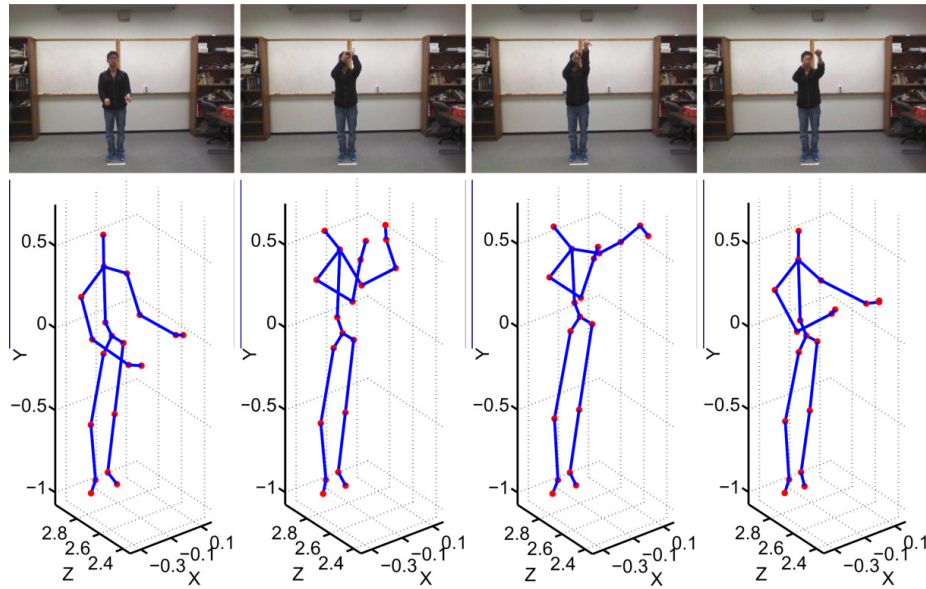 0.5 0.5 0.5 0.5
0 0 0 0
Y Y Y Y
−0.5 −0.5 −0.5 −0.5
−1 −1 −1 −1
2.8 2.8 2.8 2.8
2.6 2.6 2.6 2.6
2.4 2.4 2.4 2.4
0.1 0.1 0.1 0.1
−0.1 −0.1 −0.1 −0.1
−0.3 −0.3 −0.3 −0.3
Z X Z X Z X Z X